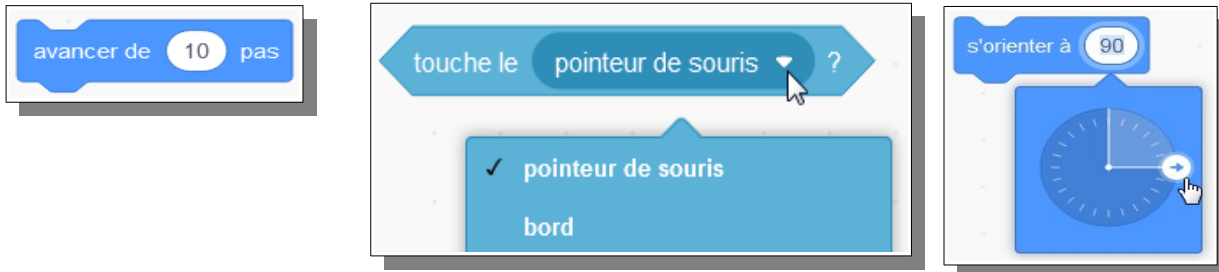 avancer de 10 pas
touche le pointeur de souris ?
✓ pointeur de souris
bord
s'orienter à 90